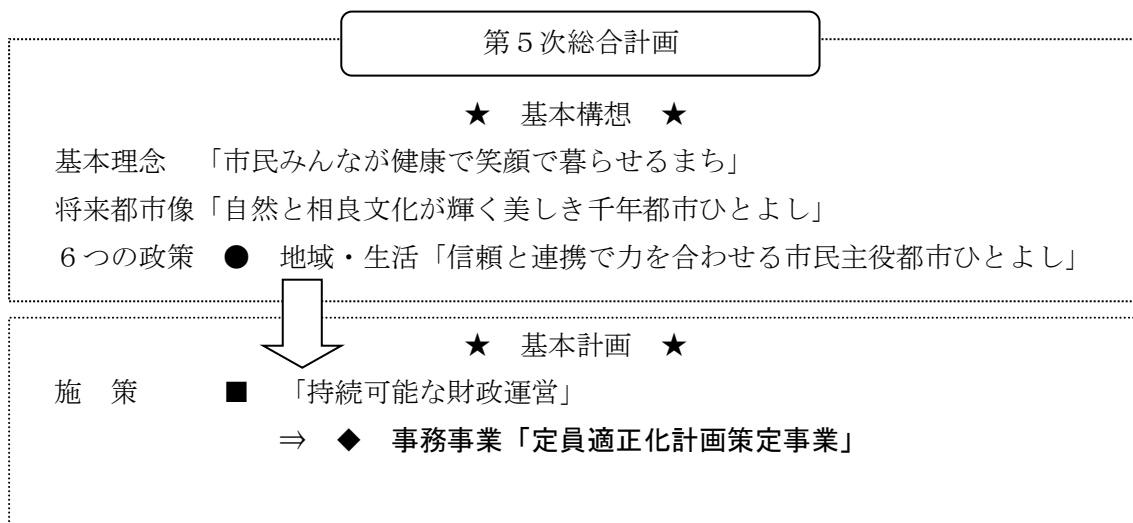 第５次総合計画
★　基本構想　★
基本理念　「市民みんなが健康で笑顔で暮らせるまち」
将来都市像「自然と相良文化が輝く美しき千年都市ひとよし」
６つの政策　●　地域・生活「信頼と連携で力を合わせる市民主役都市ひとよし」
★　基本計画　★
施　策　　■　「持続可能な財政運営」
⇒　◆　事務事業「定員適正化計画策定事業」